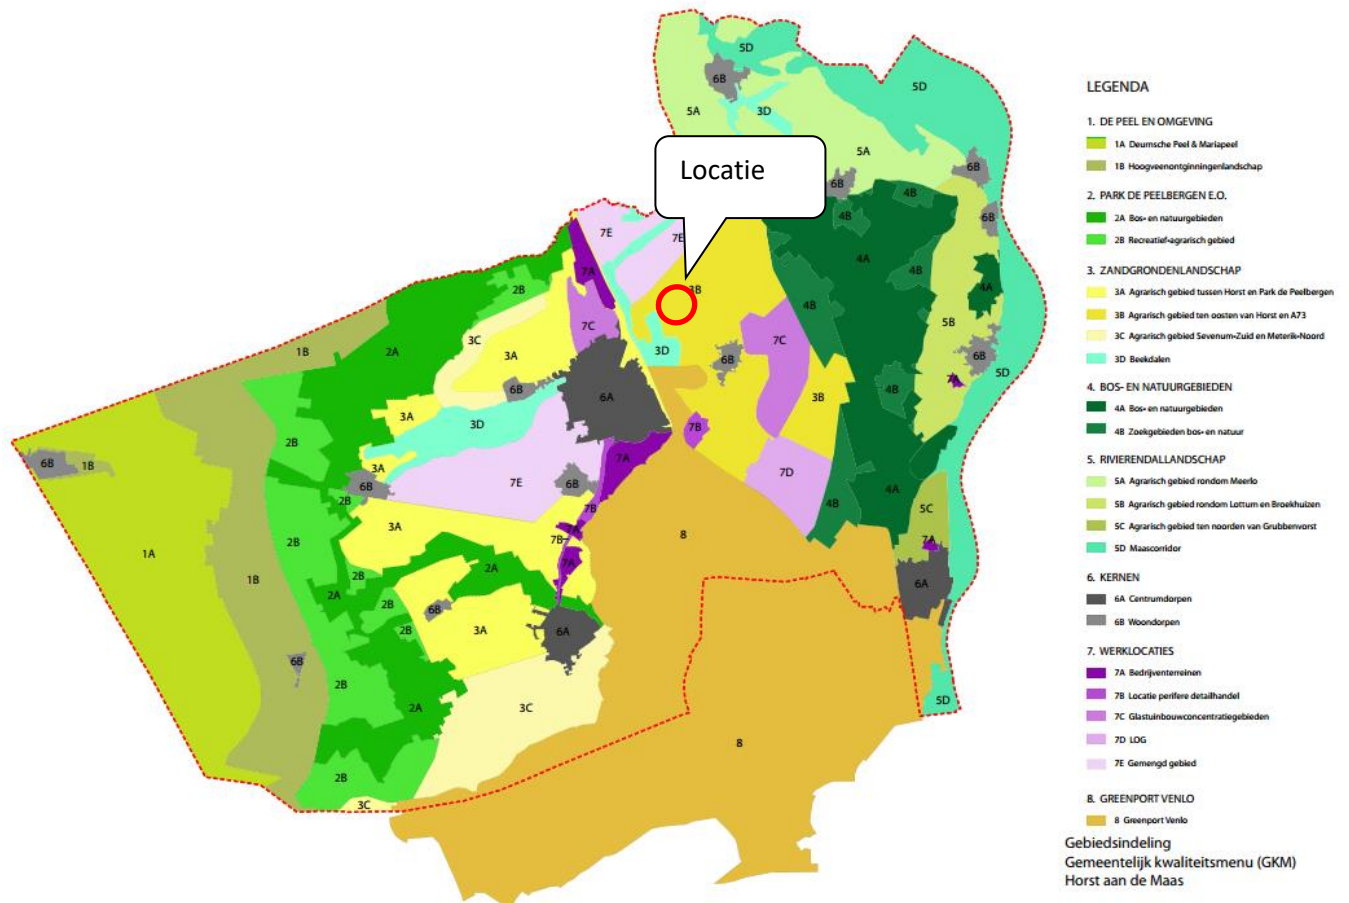 5D
6B
5D
5A
3D
5A
Locatie
6B
6B
4B
4B
6B
7E
7E
4A
7A
4B
4A
2B
3B
4B
7C
5B
1B
2A
3C
3A
3D
6B
7C
6B
5D
6B
7A
4B
6A
3B
3A
3D
7B
2B
7A
6B
1B
3A
7D
6B
2B
7E
6B
7B
4B
4A
5C
3A
7B
7A
7A
7A
8
1A
1B
2B
2B
2A
2A
2B
6B
2B
3A
6A
6A
6B
2B
2A
3C
5D
8
2B
3C
LEGENDA
1. DE PEEL EN OMGEVING
1A Deurnsche Peel & Mariapeel
1B Hoogveenontginningenlandschap
2. PARK DE PEELBERGEN E.O.
2A Bos- en natuurgebieden
2B Recreatief-agrarisch gebied
3. ZANDGRONDENLANDSCHAP
3A Agrarisch gebied tussen Horst en Park de Peelbergen
3B Agrarisch gebied ten oosten van Horst en A73
3C Agrarisch gebied Sevenum-Zuid en Meterik-Noord
3D Beekdalen
4. BOS- EN NATUURGEBIEDEN
4A Bos- en natuurgebieden
4B Zoekgebieden bos- en natuur
5. RIVIERENDALLANDSCHAP
5A Agrarisch gebied rondom Meerlo
5B Agrarisch gebied rondom Lottum en Broekhuizen
5C Agrarisch gebied ten noorden van Grubbenvorst
5D Maascorridor
6. KERNEN
6A Centrumdorpen
6B Woondorpen
7. WERKLOCATIES
7A Bedrijventerreinen
7B Locatie perifere detailhandel
7C Glastuinbouwconcentratiegebieden
7D LOG
7E Gemengd gebied
8. GREENPORT VENLO
8 Greenport Venlo
Gebiedsindeling
Gemeentelijk kwaliteitsmenu (GKM)
Horst aan de Maas